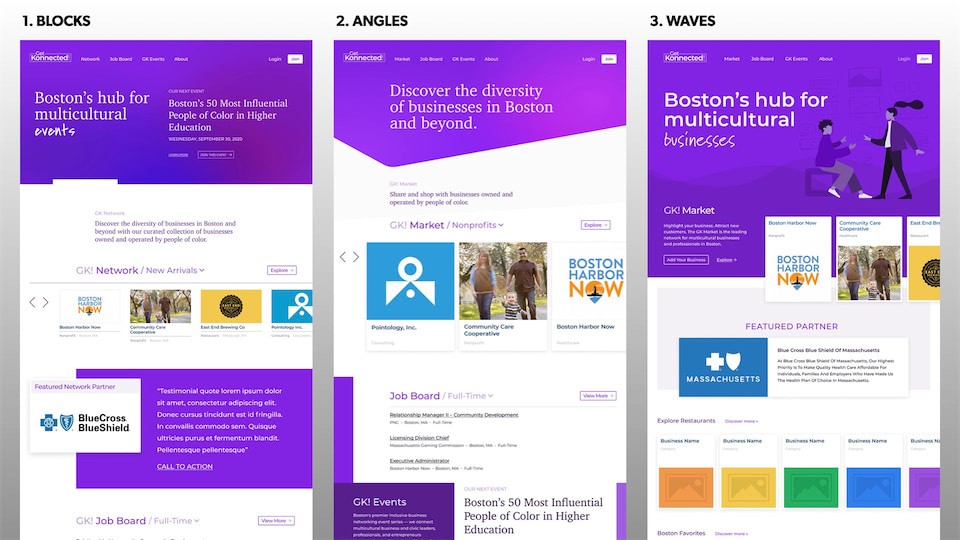 1. BLOCKS
Get
Konnected!
Network Job Board GK Events About
Login Join
Boston's hub for
multicultural
events
OUR NEXT EVENT
Boston's 50 Most Influential
People of Color in Higher
Education
WEDNESDAY, SEPTEMBER 30, 2020
LEARN MORE JOIN THIS EVENT →
GK Network
Discover the diversity of businesses in Boston and
beyond with our curated collection of businesses
owned and operated by people of color.
GK! Network / New Arrivals
Explore →
BOSTON
HARBOR
NOW
Boston Harbor Now
Nonprofit · Boston MA
Community Care
Cooperative
Nonprofit · Boston MA
EAST END
East End Brewing Co
Restaurant · Pittsburgh MA
Pointology, Inc.
Consulting
Featured Network Partner
BlueCross
BlueShield
"Testimonial quote lorem ipsum dolor
sit amet, consectetur adipiscing elit.
Donec cursus tincidunt est id fringilla.
In convallis commodo sem. Quisque
ultricies purus et fermentum blandit.
Pellentesque pellentesque"
CALL TO ACTION
GK! Job Board / Full-Time
View More →
2. ANGLES
Get
Konnected!
Market Job Board GK Events About
Login Join
Discover the diversity
of businesses in Boston
and beyond.
GK! Market
Share and shop with businesses owned and
operated by people of color.
GK! Market / Nonprofits
Explore →
Pointology, Inc.
Consulting
Community Care
Cooperative
Nonprofit
BOSTON
HARBOR
NOW
Boston Harbor Now
Healthcare
Job Board / Full-Time
View More →
Relationship Manager II - Community Development
PNC • Boston, MA • Full-Time
Licensing Division Chief
Massachusetts Gaming Commission • Boston, MA • Full-Time
Executive Administrator
Boston Harbor Now • Boston, MA • Full-Time
GK! Events
Boston's premier inclusive business
networking event series — we connect
multicultural business and civic leaders,
professionals, and entrepreneurs
OUR NEXT EVENT
Boston's 50 Most Influential
People of Color in Higher
Education
3. WAVES
Get
Konnected!
Market Job Board GK Events About
Login Join
Boston's hub for
multicultural
businesses
GK! Market
Highlight your business. Attract new
customers. The GK Market is the leading
network for multicultural businesses
and professionals in Boston.
Add Your Business Explore →
Boston Harbor Now
Nonprofit
BOSTON
HARBOR
NOW
Community Care
Cooperative
Healthcare
East End Brewing
Restaurant
EAST END
FEATURED PARTNER
MASSACHUSETTS
Blue Cross Blue Shield Of Massachusetts
At Blue Cross Blue Shield Of Massachusetts, Our Highest
Priority Is To Make Quality Health Care Affordable For
Individuals, Families And Employers Who Have Made Us
The Health Plan Of Choice In Massachusetts.
Explore Restaurants Discover more »
Business Name
Category
Business Name
Category
Business Name
Category
Business Name
Category
Business
Category
Boston Favorites Discover more »